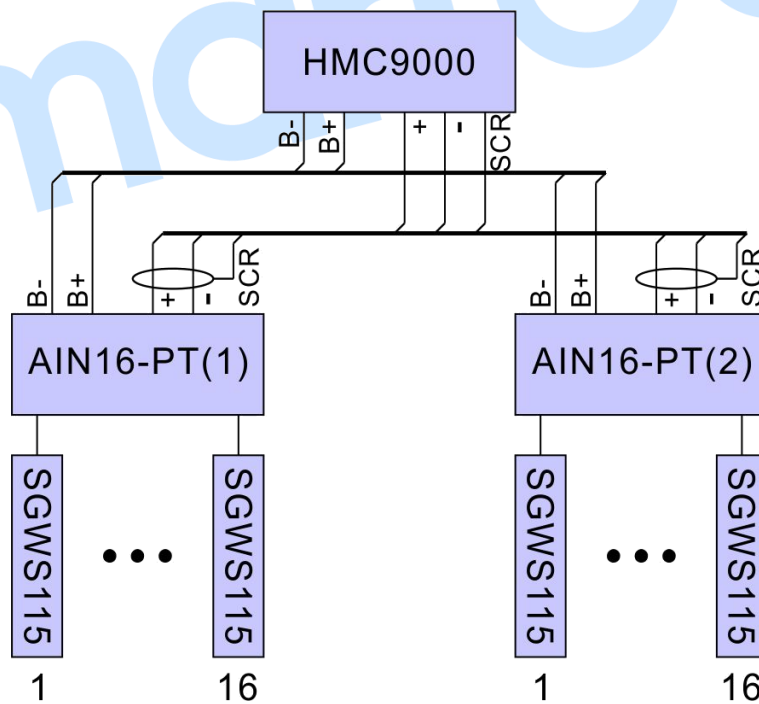 HMC9000
B-
B+
+
-
SCR
B-
B+
+
-
SCR
B-
B+
+
-
SCR
AIN16-PT(1)
AIN16-PT(2)
SGWS115
SGWS115
SGWS115
SGWS115
1
16
1
16